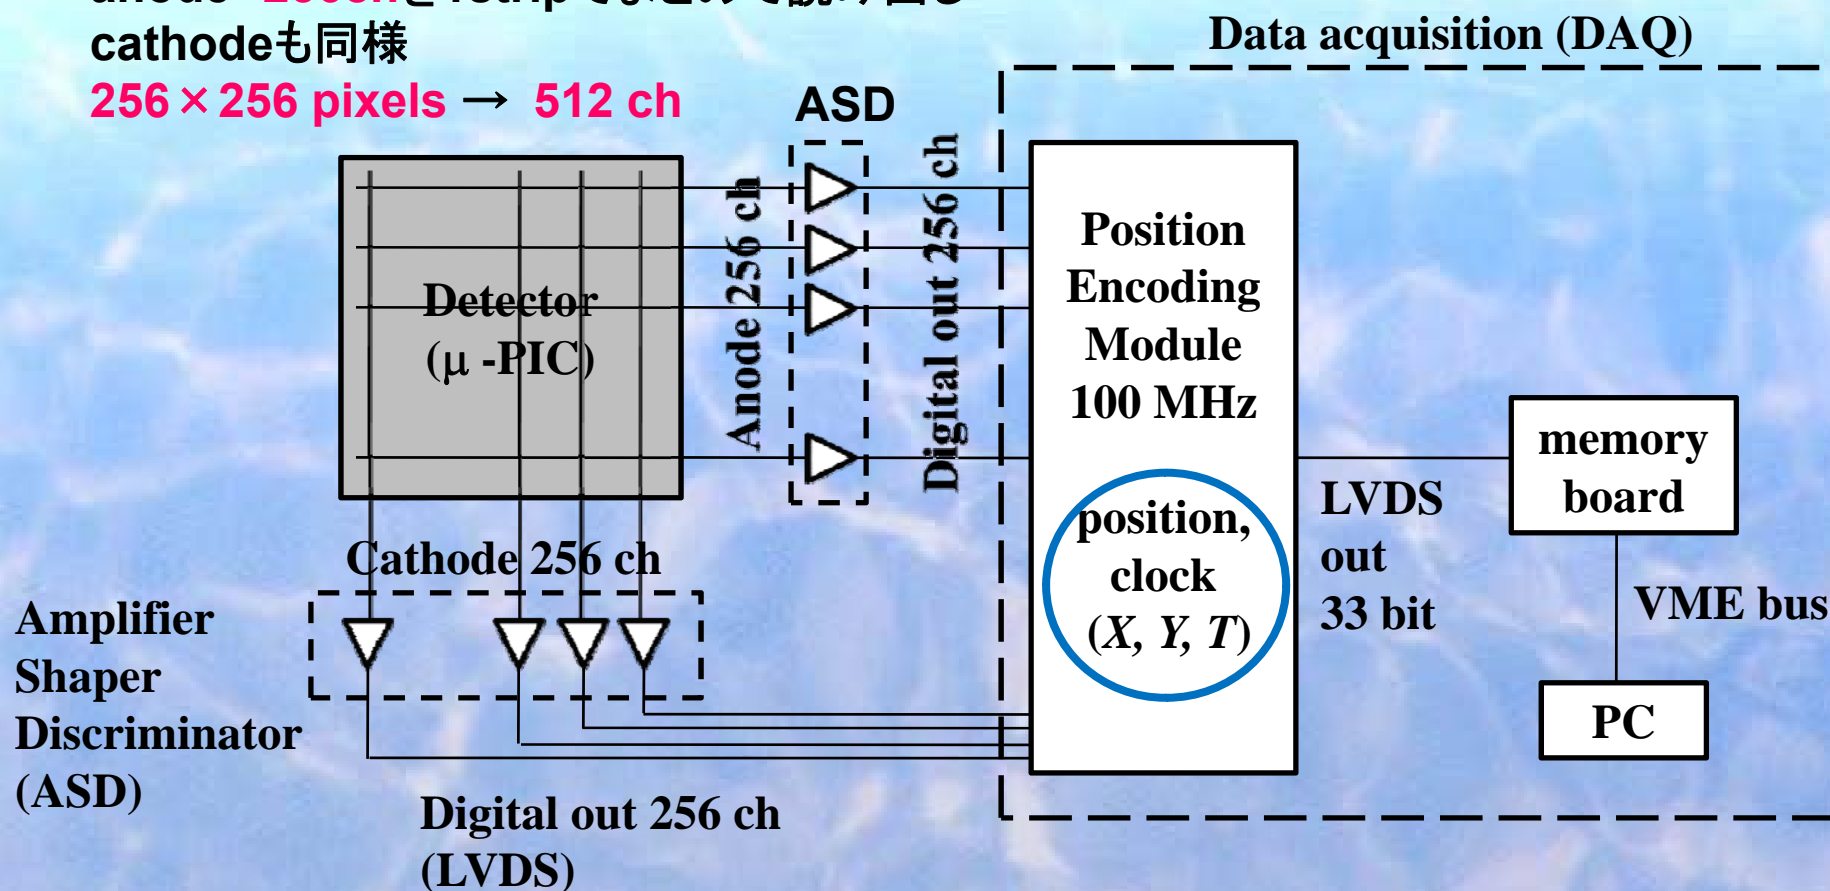 cathodeも同様
256×256 pixels → 512 ch
Data acquisition (DAQ)
ASD
Detector
(μ -PIC)
Anode 256 ch
Digital out 256 ch
Position
Encoding
Module
100 MHz
position,
clock
(X, Y, T)
LVDS
out
33 bit
memory
board
VME bus
PC
Cathode 256 ch
Amplifier
Shaper
Discriminator
(ASD)
Digital out 256 ch
(LVDS)